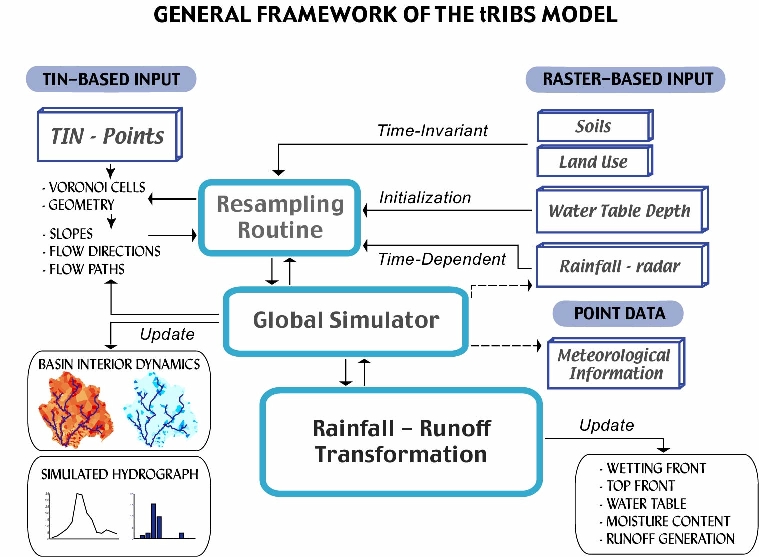 GENERAL FRAMEWORK OF THE tRIBS MODEL
TIN-BASED INPUT
TIN - Points
- VORONOI CELLS
- GEOMETRY
- SLOPES
- FLOW DIRECTIONS
- FLOW PATHS
RASTER-BASED INPUT
Soils
Land Use
Water Table Depth
Rainfall - radar
Time-Invariant
Initialization
Time-Dependent
Resampling
Routine
Global Simulator
POINT DATA
Meteorological
Information
Update
BASIN INTERIOR DYNAMICS
SIMULATED HYDROGRAPH
Rainfall – Runoff
Transformation
Update
- WETTING FRONT
- TOP FRONT
- WATER TABLE
- MOISTURE CONTENT
- RUNOFF GENERATION